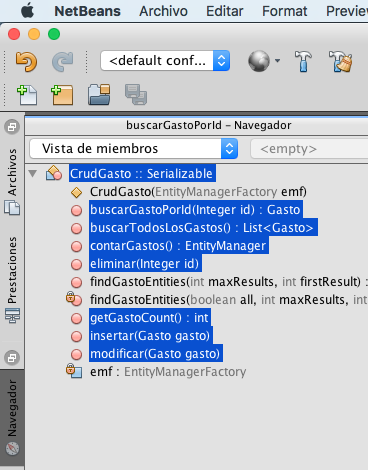 NetBeans Archivo Editar Format Preview
<default conf...
buscarGastoPorId – Navegador
Vista de miembros <empty>
CrudGasto :: Serializable
CrudGasto(EntityManagerFactory emf)
buscarGastoPorId(Integer id) : Gasto
buscarTodosLosGastos() : List<Gasto>
contarGastos() : EntityManager
eliminar(Integer id)
findGastoEntities(int maxResults, int firstResult) :
findGastoEntities(boolean all, int maxResults,
getGastoCount() : int
insertar(Gasto gasto)
modificar(Gasto gasto)
emf : EntityManagerFactory
Archivos
Prestaciones
Navegador